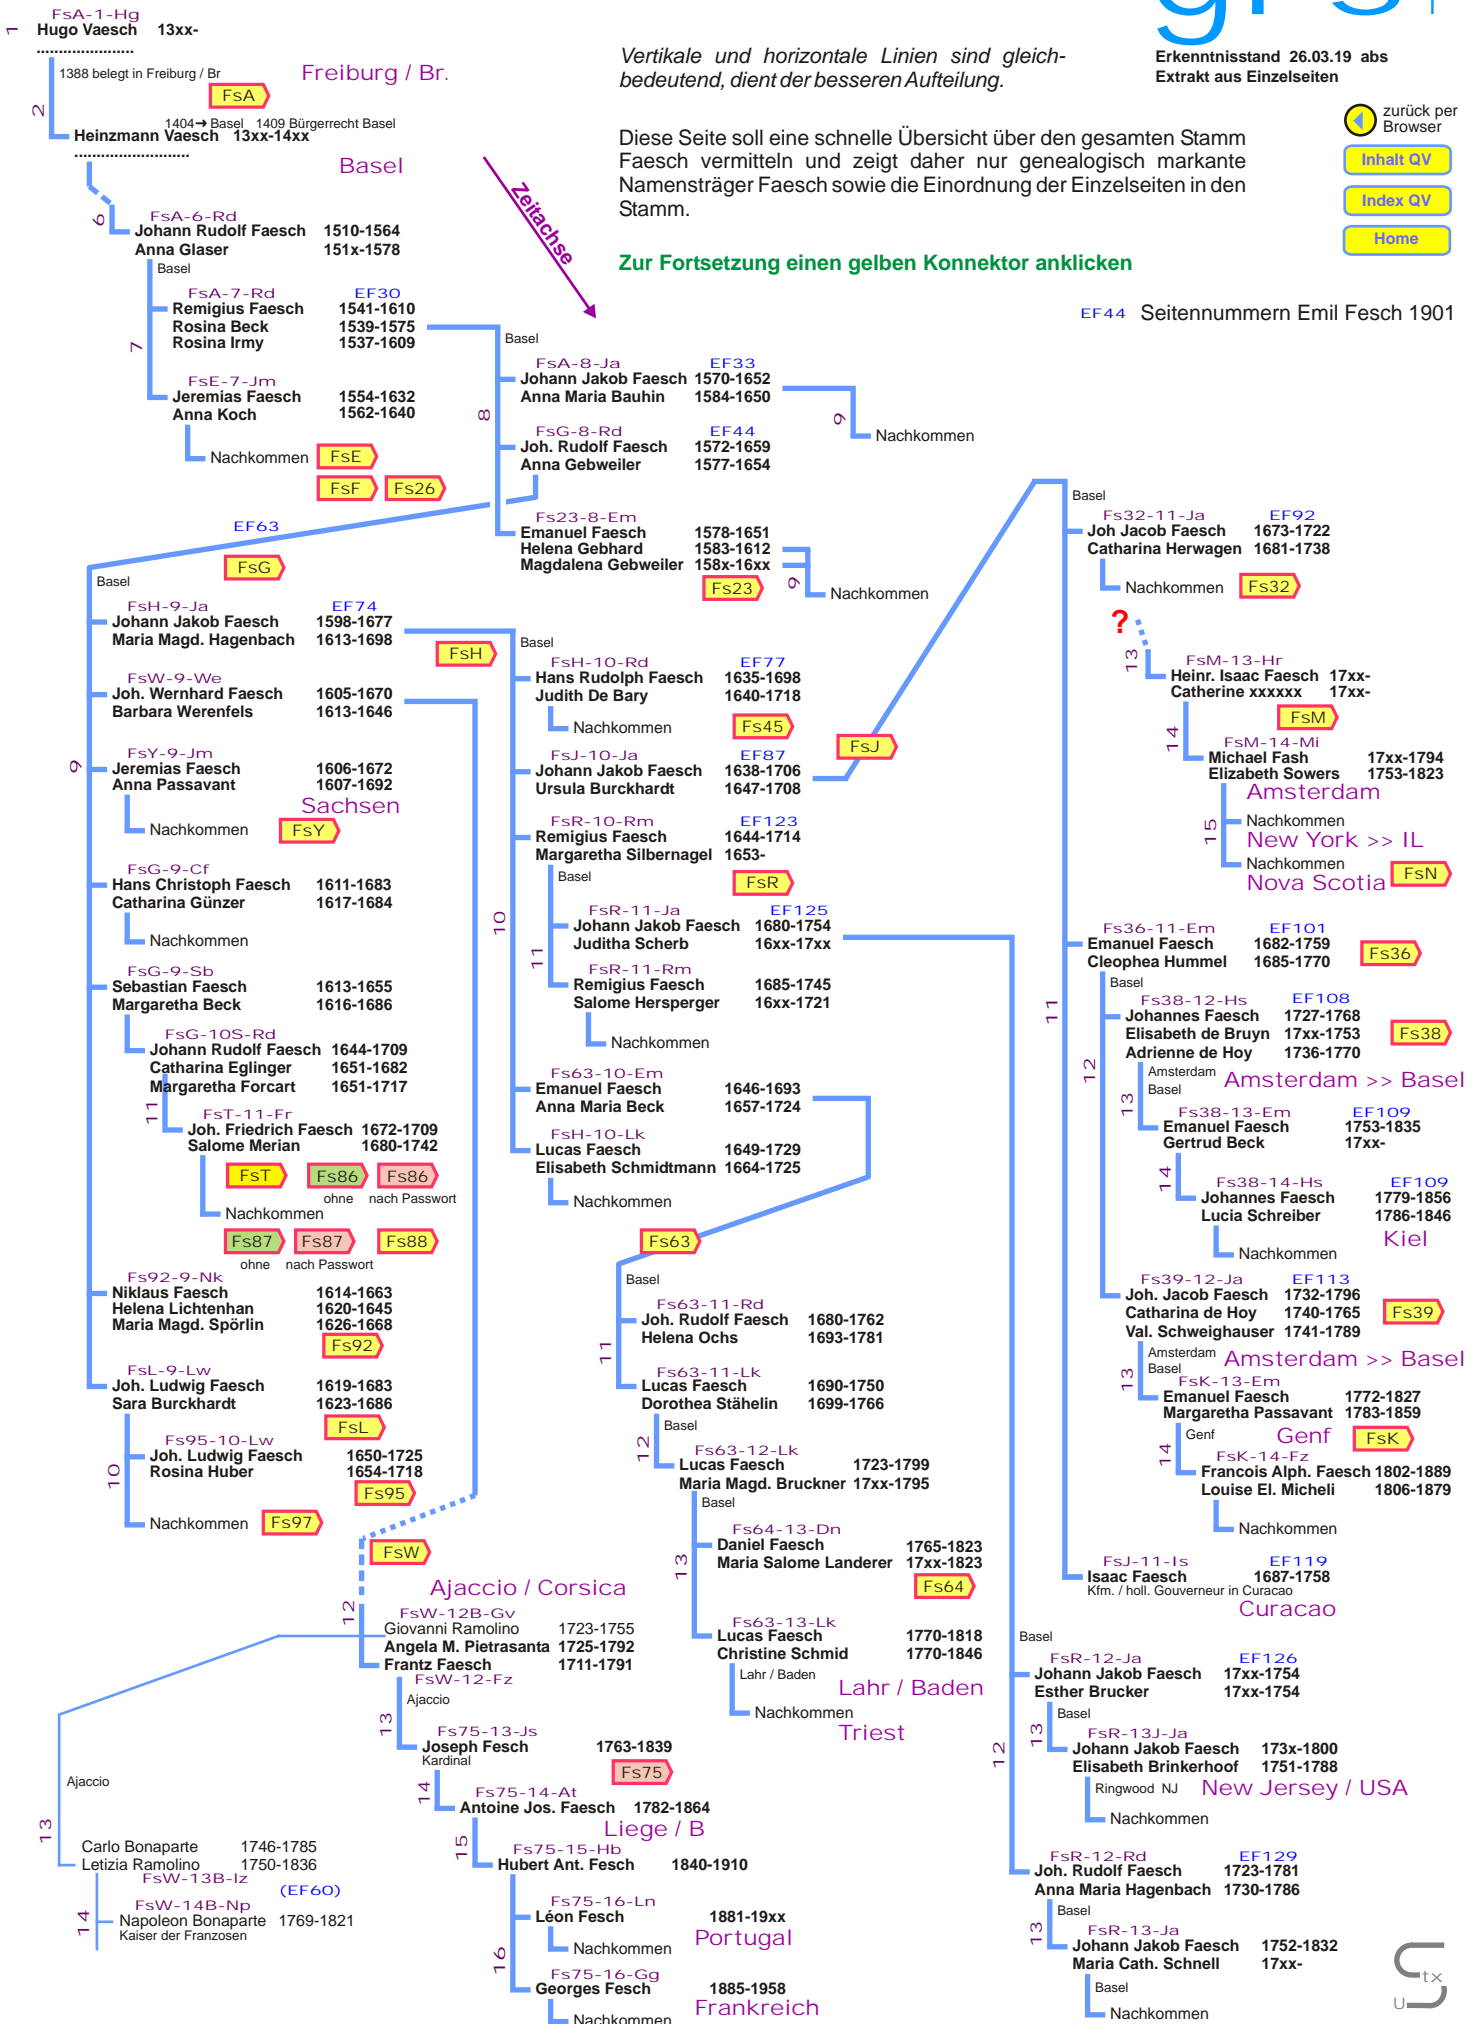 FsA-1-Hg
1
Hugo Vaesch 13xx-
1388 belegt in Freiburg / Br
Freiburg / Br.
FsA
2
1404➔ Basel 1409 Bürgerrecht Basel
Heinzmann Vaesch 13xx-14xx
Basel
Zeitachse
Vertikale und horizontale Linien sind gleich-
bedeutend, dient der besseren Aufteilung.
Diese Seite soll eine schnelle Übersicht über den gesamten Stamm
Faesch vermitteln und zeigt daher nur genealogisch markante
Namensträger Faesch sowie die Einordnung der Einzelseiten in den
Stamm.
Zur Fortsetzung einen gelben Konnektor anklicken
Erkenntnisstand 26.03.19 abs
Extrakt aus Einzelseiten
zurück per
Browser
Inhalt QV
Index QV
Home
EF44 Seitennummern Emil Fesch 1901
6
FsA-6-Rd
Johann Rudolf Faesch 1510-1564
Anna Glaser 151x-1578
Basel
7
FsA-7-Rd EF30
Remigius Faesch 1541-1610
Rosina Beck 1539-1575
Rosina Irmy 1537-1609
FsE-7-Jm
Jeremias Faesch 1554-1632
Anna Koch 1562-1640
Nachkommen FsE
FsF Fs26
Basel
8
FsA-8-Ja EF33
Johann Jakob Faesch 1570-1652
Anna Maria Bauhin 1584-1650
9
Nachkommen
FsG-8-Rd EF44
Joh. Rudolf Faesch 1572-1659
Anna Gebweiler 1577-1654
Fs23-8-Em
Emanuel Faesch 1578-1651
Helena Gebhard 1583-1612
Magdalena Gebweiler 158x-16xx
Fs23
9
Nachkommen
EF63
FsG
Basel
9
FsH-9-Ja EF74
Johann Jakob Faesch 1598-1677
Maria Magd. Hagenbach 1613-1698
FsH
FsW-9-We
Joh. Wernhard Faesch 1605-1670
Barbara Werenfels 1613-1646
FsY-9-Jm
Jeremias Faesch 1606-1672
Anna Passavant 1607-1692
Sachsen
Nachkommen FsY
FsG-9-Cf
Hans Christoph Faesch 1611-1683
Catharina Günzer 1617-1684
Nachkommen
FsG-9-Sb
Sebastian Faesch 1613-1655
Margaretha Beck 1616-1686
FsG-10S-Rd
Johann Rudolf Faesch 1644-1709
Catharina Eglinger 1651-1682
Margaretha Forcart 1651-1717
11
FsT-11-Fr
Joh. Friedrich Faesch 1672-1709
Salome Merian 1680-1742
FsT Fs86 Fs86
ohne nach Passwort
Nachkommen
Fs87 Fs87 Fs88
ohne nach Passwort
Fs92-9-Nk
Niklaus Faesch 1614-1663
Helena Lichtenhan 1620-1645
Maria Magd. Spörlin 1626-1668
Fs92
FsL-9-Lw
Joh. Ludwig Faesch 1619-1683
Sara Burckhardt 1623-1686
FsL
10
Fs95-10-Lw
Joh. Ludwig Faesch 1650-1725
Rosina Huber 1654-1718
Fs95
Nachkommen Fs97
Basel
10
FsH-10-Rd EF77
Hans Rudolph Faesch 1635-1698
Judith De Bary 1640-1718
Nachkommen Fs45
FsJ-10-Ja EF87
Johann Jakob Faesch 1638-1706
Ursula Burckhardt 1647-1708
FsJ
FsR-10-Rm EF123
Remigius Faesch 1644-1714
Margaretha Silbernagel 1653-
Basel
FsR
11
FsR-11-Ja EF125
Johann Jakob Faesch 1680-1754
Juditha Scherb 16xx-17xx
FsR-11-Rm
Remigius Faesch 1685-1745
Salome Hersperger 16xx-1721
Nachkommen
Fs63-10-Em
Emanuel Faesch 1646-1693
Anna Maria Beck 1657-1724
FsH-10-Lk
Lucas Faesch 1649-1729
Elisabeth Schmidtmann 1664-1725
Nachkommen
Fs63
Basel
11
Fs63-11-Rd
Joh. Rudolf Faesch 1680-1762
Helena Ochs 1693-1781
Fs63-11-Lk
Lucas Faesch 1690-1750
Dorothea Stähelin 1699-1766
Basel
12
Fs63-12-Lk
Lucas Faesch 1723-1799
Maria Magd. Bruckner 17xx-1795
Basel
13
Fs64-13-Dn
Daniel Faesch 1765-1823
Maria Salome Landerer 17xx-1823
Fs64
Fs63-13-Lk
Lucas Faesch 1770-1818
Christine Schmid 1770-1846
Lahr / Baden
Lahr / Baden
Nachkommen
Triest
FsW
Ajaccio / Corsica
12
FsW-12B-Gv
Giovanni Ramolino 1723-1755
Angela M. Pietrasanta 1725-1792
Frantz Faesch 1711-1791
FsW-12-Fz
Ajaccio
13
Fs75-13-Js
Joseph Fesch 1763-1839
Kardinal
Fs75
14
Fs75-14-At
Antoine Jos. Faesch 1782-1864
Liege / B
15
Fs75-15-Hb
Hubert Ant. Fesch 1840-1910
16
Fs75-16-Ln
Léon Fesch 1881-19xx
Portugal
Nachkommen
Fs75-16-Gg
Georges Fesch 1885-1958
Frankreich
Nachkommen
Ajaccio
13
Carlo Bonaparte 1746-1785
Letizia Ramolino 1750-1836
FsW-13B-lz
(EF60)
14
FsW-14B-Np
Napoleon Bonaparte 1769-1821
Kaiser der Franzosen
Basel
11
Fs32-11-Ja EF92
Joh Jacob Faesch 1673-1722
Catharina Herwagen 1681-1738
Nachkommen Fs32
?
13
FsM-13-Hr
Heinr. Isaac Faesch 17xx-
Catherine xxxxxx 17xx-
FsM
14
FsM-14-Mi
Michael Fash 17xx-1794
Elizabeth Sowers 1753-1823
Amsterdam
15
Nachkommen
New York >> IL
Nachkommen
Nova Scotia FsN
Fs36-11-Em EF101
Emanuel Faesch 1682-1759
Cleophea Hummel 1685-1770
Fs36
Basel
12
Fs38-12-Hs EF108
Johannes Faesch 1727-1768
Elisabeth de Bruyn 17xx-1753
Adrienne de Hoy 1736-1770
Fs38
Amsterdam
Basel
Amsterdam >> Basel
13
Fs38-13-Em EF109
Emanuel Faesch 1753-1835
Gertrud Beck 17xx-
14
Fs38-14-Hs EF109
Johannes Faesch 1779-1856
Lucia Schreiber 1786-1846
Kiel
Nachkommen
Fs39-12-Ja EF113
Joh. Jacob Faesch 1732-1796
Catharina de Hoy 1740-1765
Val. Schweighauser 1741-1789
Fs39
Amsterdam
Basel
Amsterdam >> Basel
13
FsK-13-Em
Emanuel Faesch 1772-1827
Margaretha Passavant 1783-1859
Genf
Genf FsK
14
FsK-14-Fz
Francois Alph. Faesch 1802-1889
Louise El. Micheli 1806-1879
Nachkommen
FsJ-11-Is EF119
Isaac Faesch 1687-1758
Kfm. / holl. Gouverneur in Curacao
Curacao
Basel
12
FsR-12-Ja EF126
Johann Jakob Faesch 17xx-1754
Esther Brucker 17xx-1754
Basel
13
FsR-13J-Ja
Johann Jakob Faesch 173x-1800
Elisabeth Brinkerhoof 1751-1788
Ringwood NJ
New Jersey / USA
Nachkommen
FsR-12-Rd EF129
Joh. Rudolf Faesch 1723-1781
Anna Maria Hagenbach 1730-1786
Basel
13
FsR-13-Ja
Johann Jakob Faesch 1752-1832
Maria Cath. Schnell 17xx-
Basel
Nachkommen
tx
U